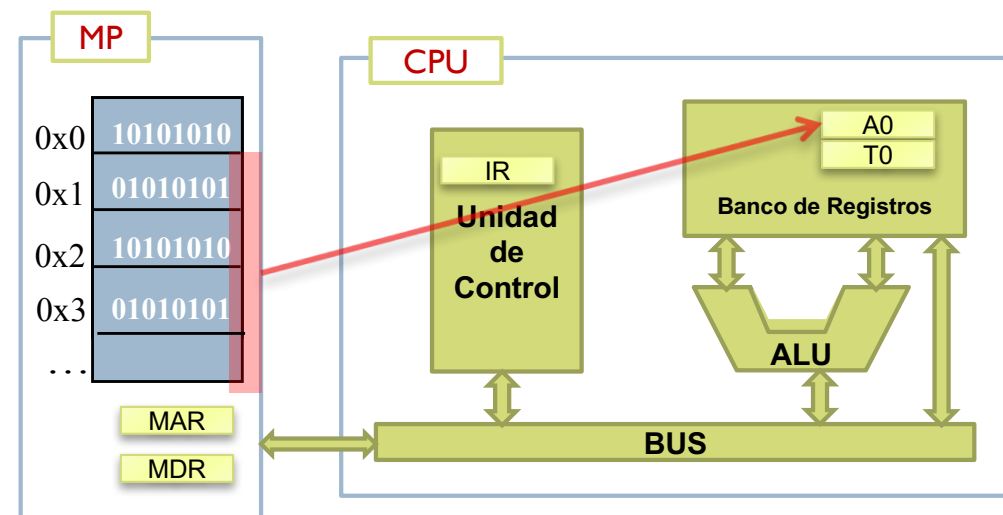 MP
0x0 10101010
0x1 01010101
0x2 10101010
0x3 01010101
…
MAR
MDR
CPU
IR
Unidad
de
Control
A0
T0
Banco de Registros
ALU
BUS